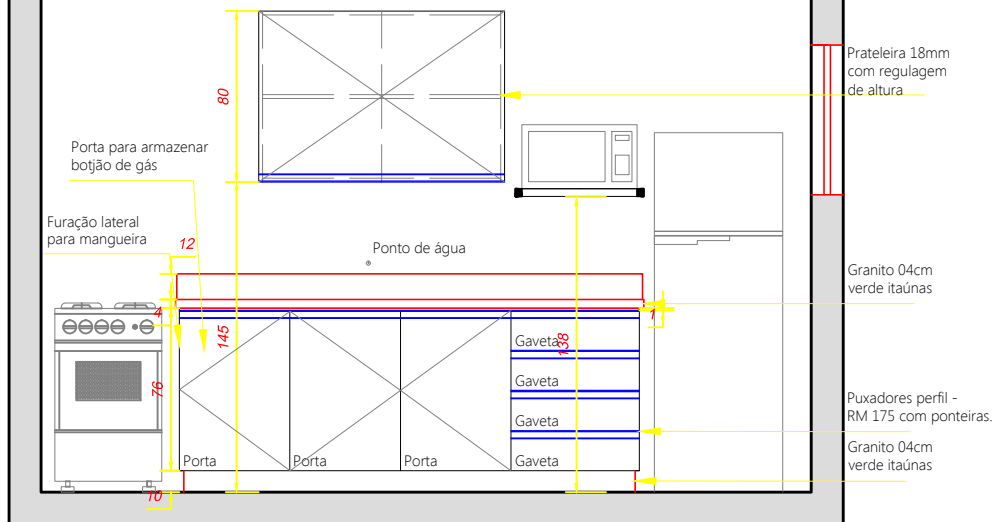 Prateleira 18mm
com regulagem
de altura
80
Porta para armazenar
botjão de gás
Furação lateral
para mangueira
12
Ponto de água
Granito 04cm
verde itaúnas
4
1
145
138
76
Gaveta
Gaveta
Gaveta
Gaveta
Puxadores perfil -
RM 175 com ponteiras.
Granito 04cm
verde itaúnas
Porta
Porta
Porta
10